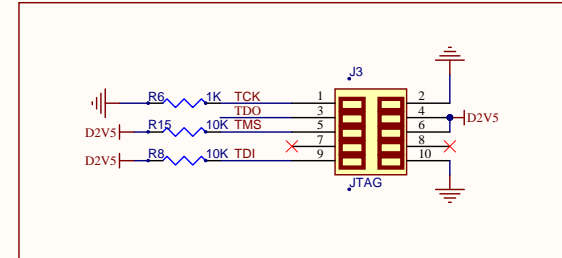 J3
R6 1K TCK 1 2
TDO 3 4 D2V5
D2V5 R15 10K TMS 5 6
7 8
D2V5 R8 10K TDI 9 10
JTAG